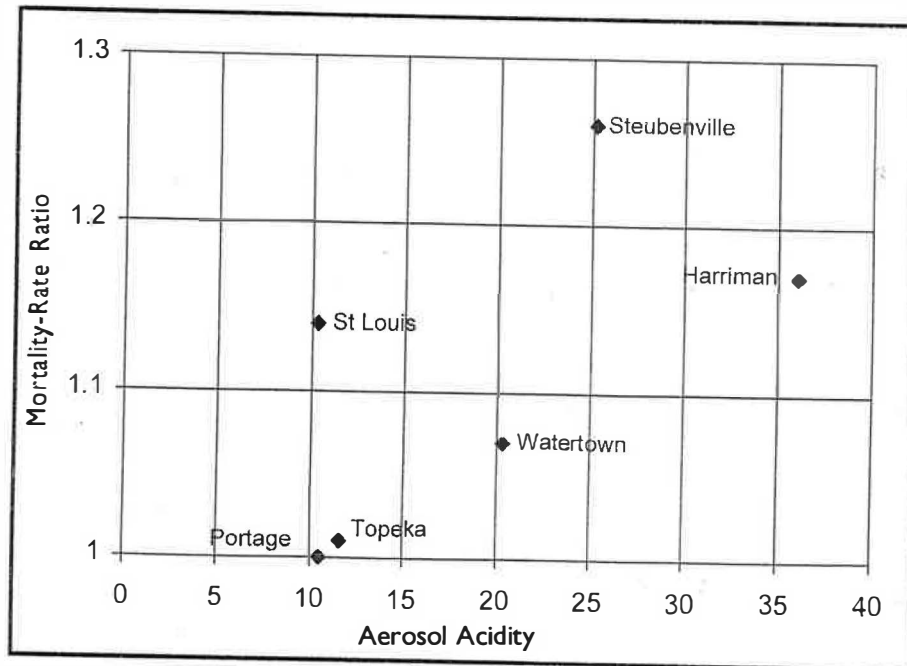 1.3
Steubenville
1.2
Harriman
St Louis
1.1
Watertown
Topeka
Portage
1
0 5 10 15 20 25 30 35 40
Aerosol Acidity
Mortality-Rate Ratio